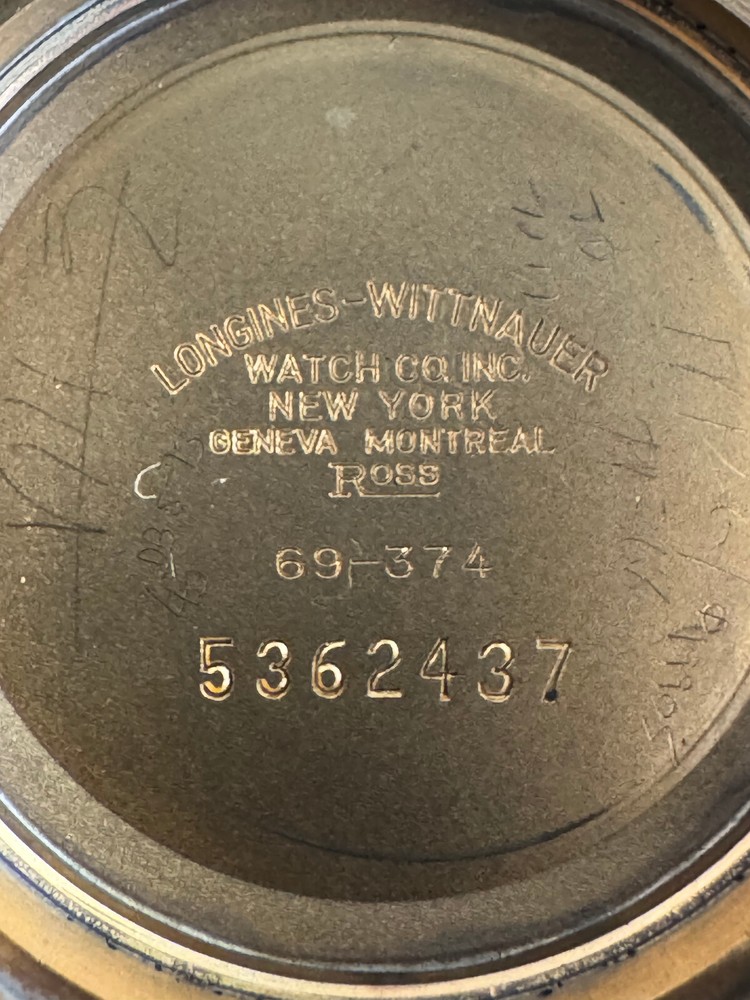 LONGINES-WITTNAUER
WATCH CO. INC.
NEW YORK
GENEVA MONTREAL
ROSS
69-374
5362437